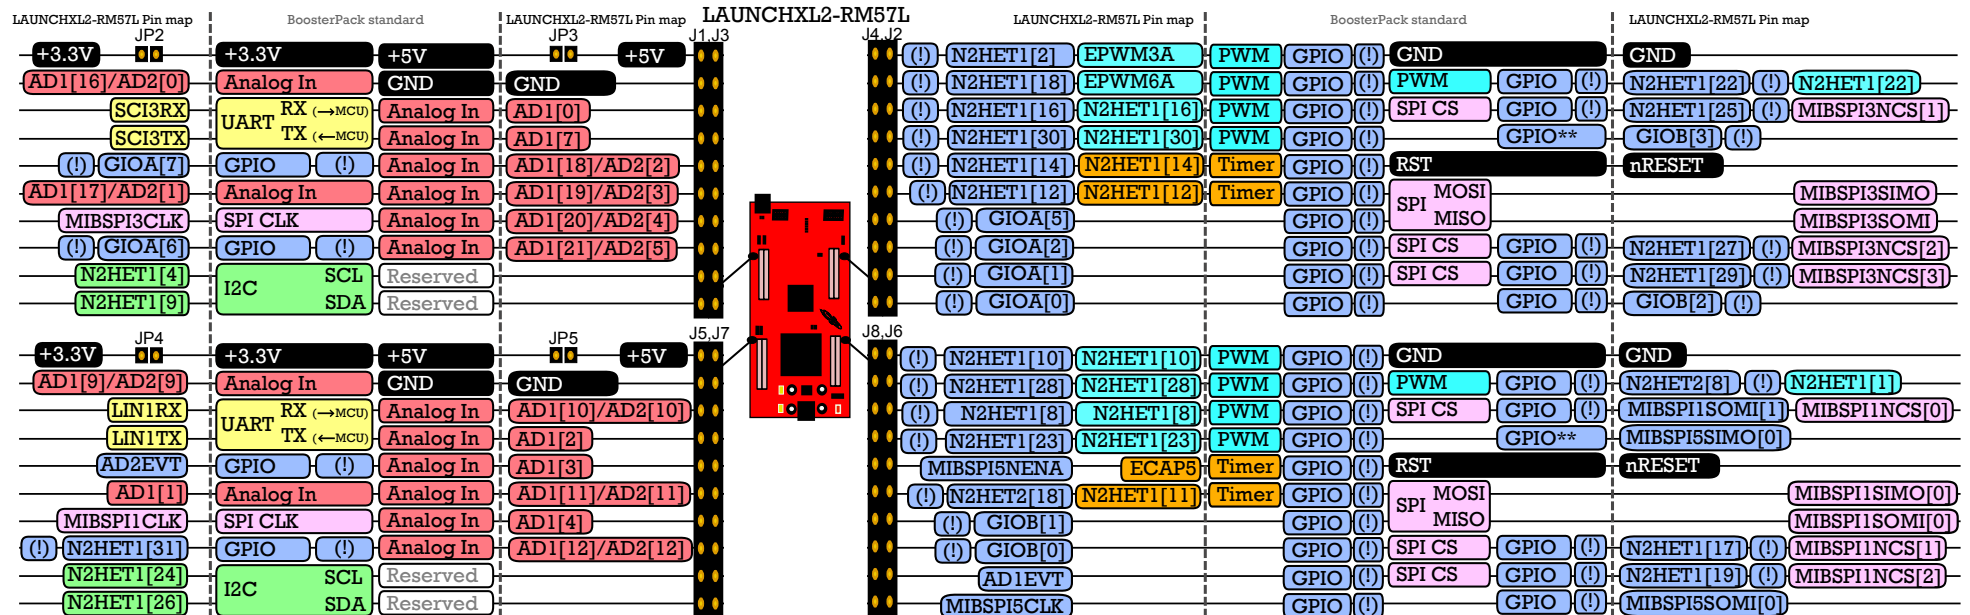 LAUNCHXL2-RM57L
LAUNCHXL2-RM57L Pin map BoosterPack standard LAUNCHXL2-RM57L Pin map LAUNCHXL2-RM57L Pin map BoosterPack standard LAUNCHXL2-RM57L Pin map
JP2 JP3 J1,J3 J4,J2
+3.3V +3.3V +5V +5V (!) N2HET1[2] EPWM3A PWM GPIO (!) GND GND
AD1[16]/AD2[0] Analog In GND GND (!) N2HET1[18] EPWM6A PWM GPIO (!) PWM GPIO (!) N2HET1[22] (!) N2HET1[22]
SCI3RX UART RX (→MCU) Analog In AD1[0] (!) N2HET1[16] N2HET1[16] PWM GPIO (!) SPI CS GPIO (!) N2HET1[25] (!) MIBSPI3NCS[1]
SCI3TX TX (←MCU) Analog In AD1[7] (!) N2HET1[30] N2HET1[30] PWM GPIO (!) GPIO** GIOB[3] (!)
(!) GIOA[7] GPIO (!) Analog In AD1[18]/AD2[2] (!) N2HET1[14] N2HET1[14] Timer GPIO (!) RST nRESET
AD1[17]/AD2[1] Analog In Analog In AD1[19]/AD2[3] (!) N2HET1[12] N2HET1[12] Timer GPIO (!) SPI MOSI MIBSPI3SIMO
MIBSPI3CLK SPI CLK Analog In AD1[20]/AD2[4] (!) GIOA[5] GPIO (!) MISO MIBSPI3SOMI
(!) GIOA[6] GPIO (!) Analog In AD1[21]/AD2[5] (!) GIOA[2] GPIO (!) SPI CS GPIO (!) N2HET1[27] (!) MIBSPI3NCS[2]
N2HET1[4] I2C SCL Reserved (!) GIOA[1] GPIO (!) SPI CS GPIO (!) N2HET1[29] (!) MIBSPI3NCS[3]
N2HET1[9] SDA Reserved (!) GIOA[0] GPIO (!) GPIO (!) GIOB[2] (!)
JP4 JP5 J5,J7 J8,J6
+3.3V +3.3V +5V +5V (!) N2HET1[10] N2HET1[10] PWM GPIO (!) GND GND
AD1[9]/AD2[9] Analog In GND GND (!) N2HET1[28] N2HET1[28] PWM GPIO (!) PWM GPIO (!) N2HET2[8] (!) N2HET1[1]
LIN1RX UART RX (→MCU) Analog In AD1[10]/AD2[10] (!) N2HET1[8] N2HET1[8] PWM GPIO (!) SPI CS GPIO (!) MIBSPI1SOMI[1] MIBSPI1NCS[0]
LIN1TX TX (←MCU) Analog In AD1[2] (!) N2HET1[23] N2HET1[23] PWM GPIO (!) GPIO** MIBSPI5SIMO[0]
AD2EVT GPIO (!) Analog In AD1[3] MIBSPI5NENA ECAP5 Timer GPIO (!) RST nRESET
AD1[1] Analog In Analog In AD1[11]/AD2[11] (!) N2HET2[18] N2HET1[11] Timer GPIO (!) SPI MOSI MIBSPI1SIMO[0]
MIBSPI1CLK SPI CLK Analog In AD1[4] (!) GIOB[1] GPIO (!) MISO MIBSPI1SOMI[0]
(!) N2HET1[31] GPIO (!) Analog In AD1[12]/AD2[12] (!) GIOB[0] GPIO (!) SPI CS GPIO (!) N2HET1[17] (!) MIBSPI1NCS[1]
N2HET1[24] I2C SCL Reserved AD1EVT GPIO (!) SPI CS GPIO (!) N2HET1[19] (!) MIBSPI1NCS[2]
N2HET1[26] SDA Reserved MIBSPI5CLK GPIO (!) GPIO (!) MIBSPI5SOMI[0]